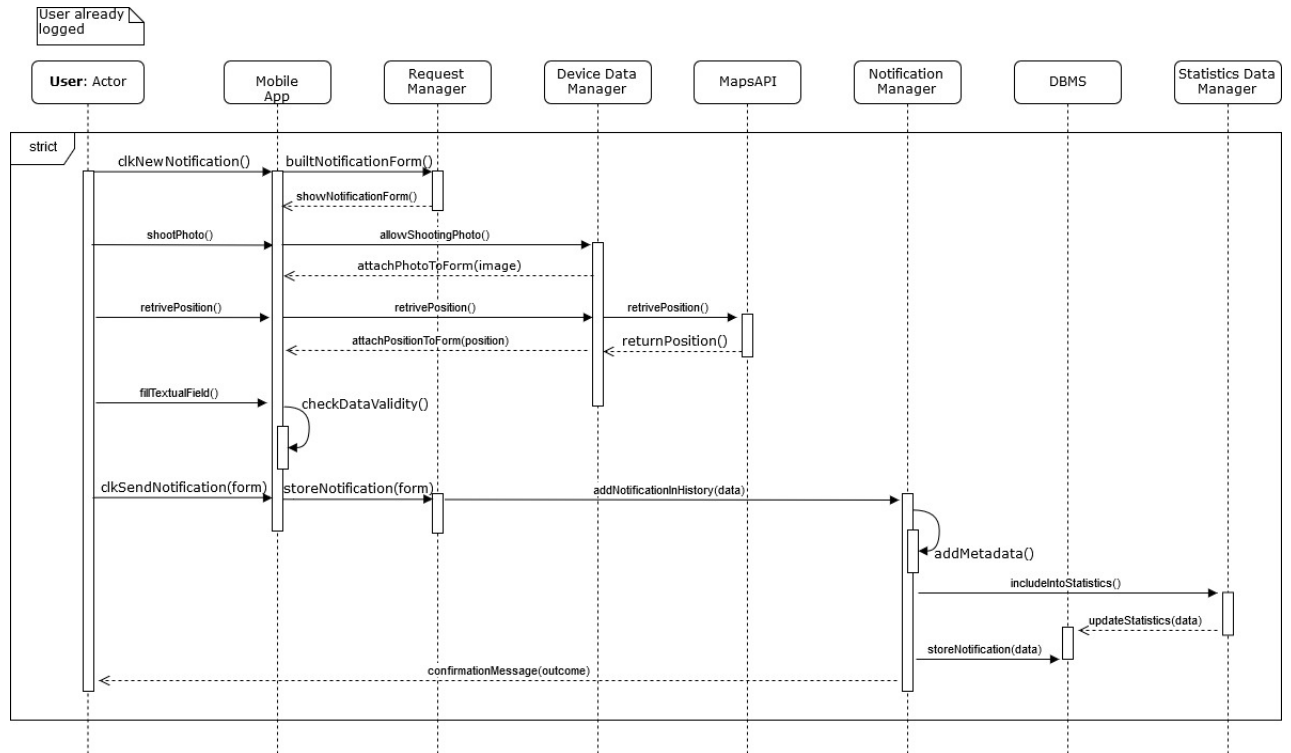 User already
logged
User: Actor
Mobile
App
Request
Manager
Device Data
Manager
MapsAPI
Notification
Manager
DBMS
Statistics Data
Manager
strict
clkNewNotification()
builtNotificationForm()
showNotificationForm()
shootPhoto()
allowShootingPhoto()
attachPhotoToForm(image)
retrivePosition()
retrivePosition()
retrivePosition()
attachPositionToForm(position)
returnPosition()
fillTextualField()
checkDataValidity()
clkSendNotification(form)
storeNotification(form)
addNotificationInHistory(data)
addMetadata()
includeIntoStatistics()
updateStatistics(data)
storeNotification(data)
confirmationMessage(outcome)